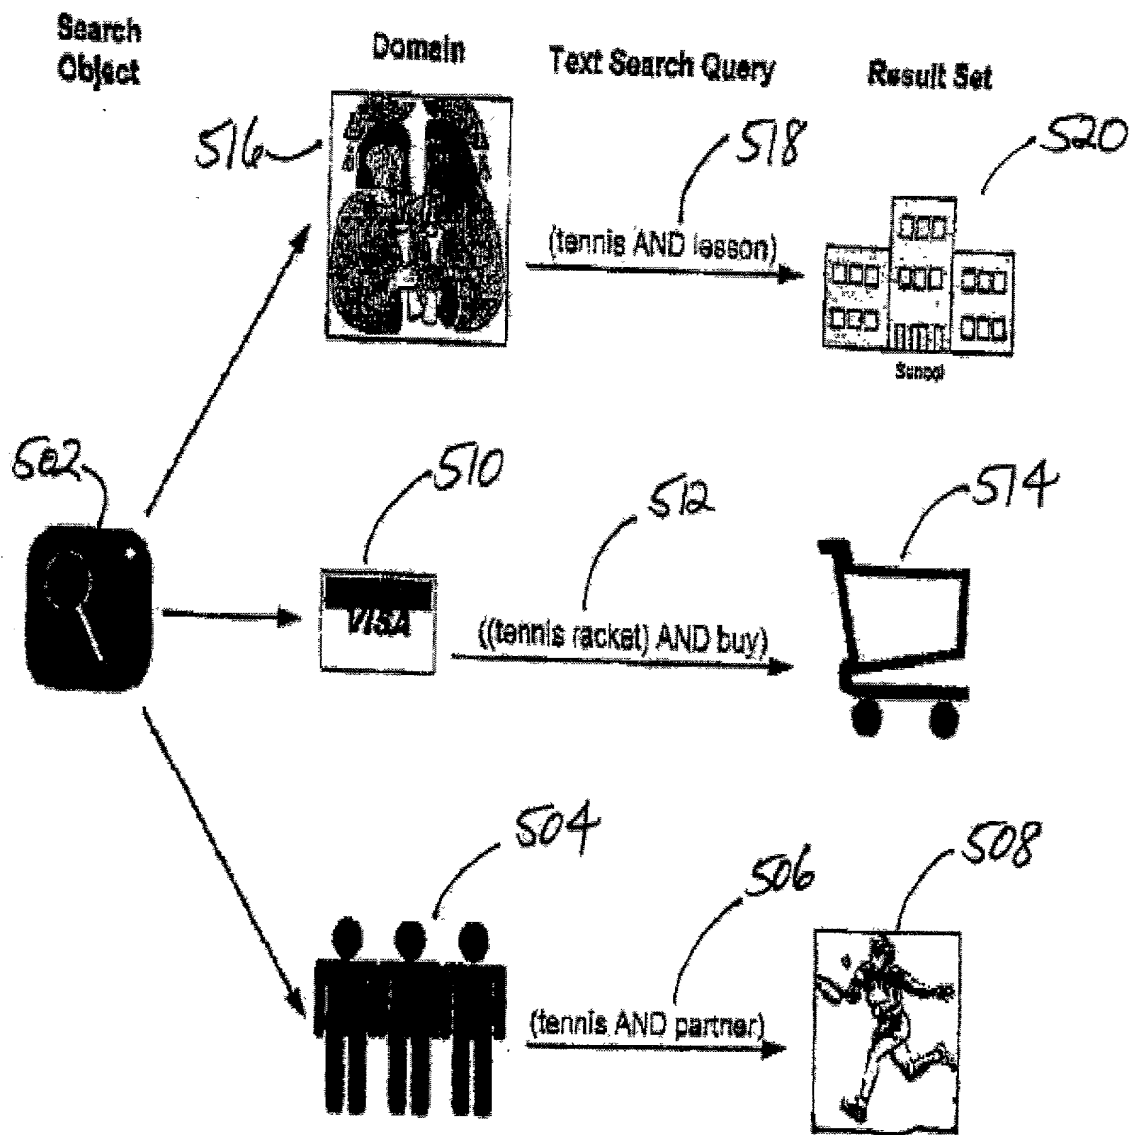 Search
Object
Domain
Text Search Query
Result Set
516
518
520
(tennis AND lesson)
School
502
510
512
514
VISA
((tennis racket) AND buy)
504
506
508
(tennis AND partner)